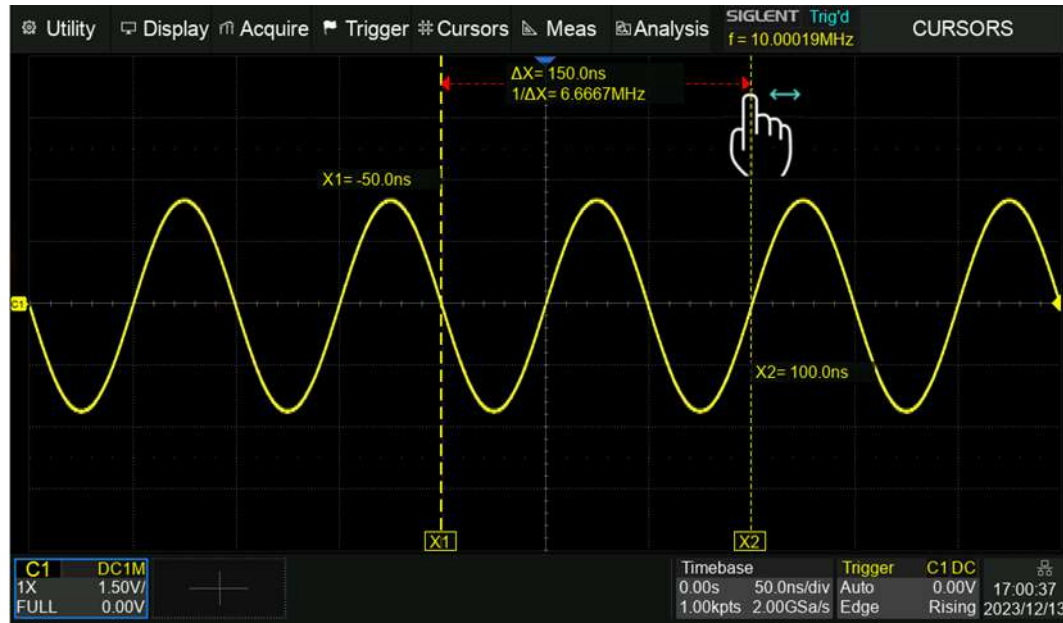 Utility Display Acquire Trigger Cursors Meas Analysis
SIGLENT Trig'd
f = 10.00019MHz
CURSORS
ΔX= 150.0ns
1/ΔX= 6.6667MHz
X1= -50.0ns
C1
X2= 100.0ns
X1 X2
C1 DC1M
1X 1.50V/
FULL 0.00V
Timebase
0.00s 50.0ns/div
1.00kpts 2.00GSa/s
Trigger C1 DC
Auto 0.00V
Edge Rising
17:00:37
2023/12/13